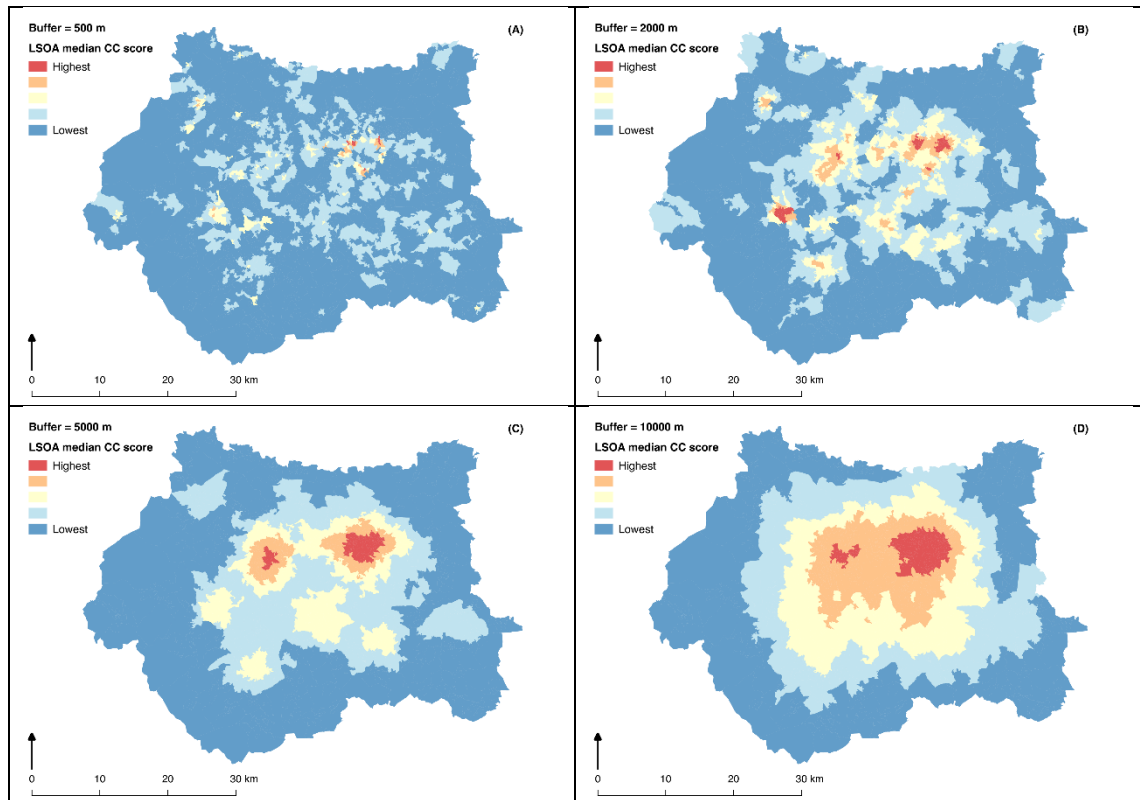 Buffer = 500 m
(A)
LSOA median CC score
Highest
Lowest
0 10 20 30 km
Buffer = 2000 m
(B)
LSOA median CC score
Highest
Lowest
0 10 20 30 km
Buffer = 5000 m
(C)
LSOA median CC score
Highest
Lowest
0 10 20 30 km
Buffer = 10000 m
(D)
LSOA median CC score
Highest
Lowest
0 10 20 30 km